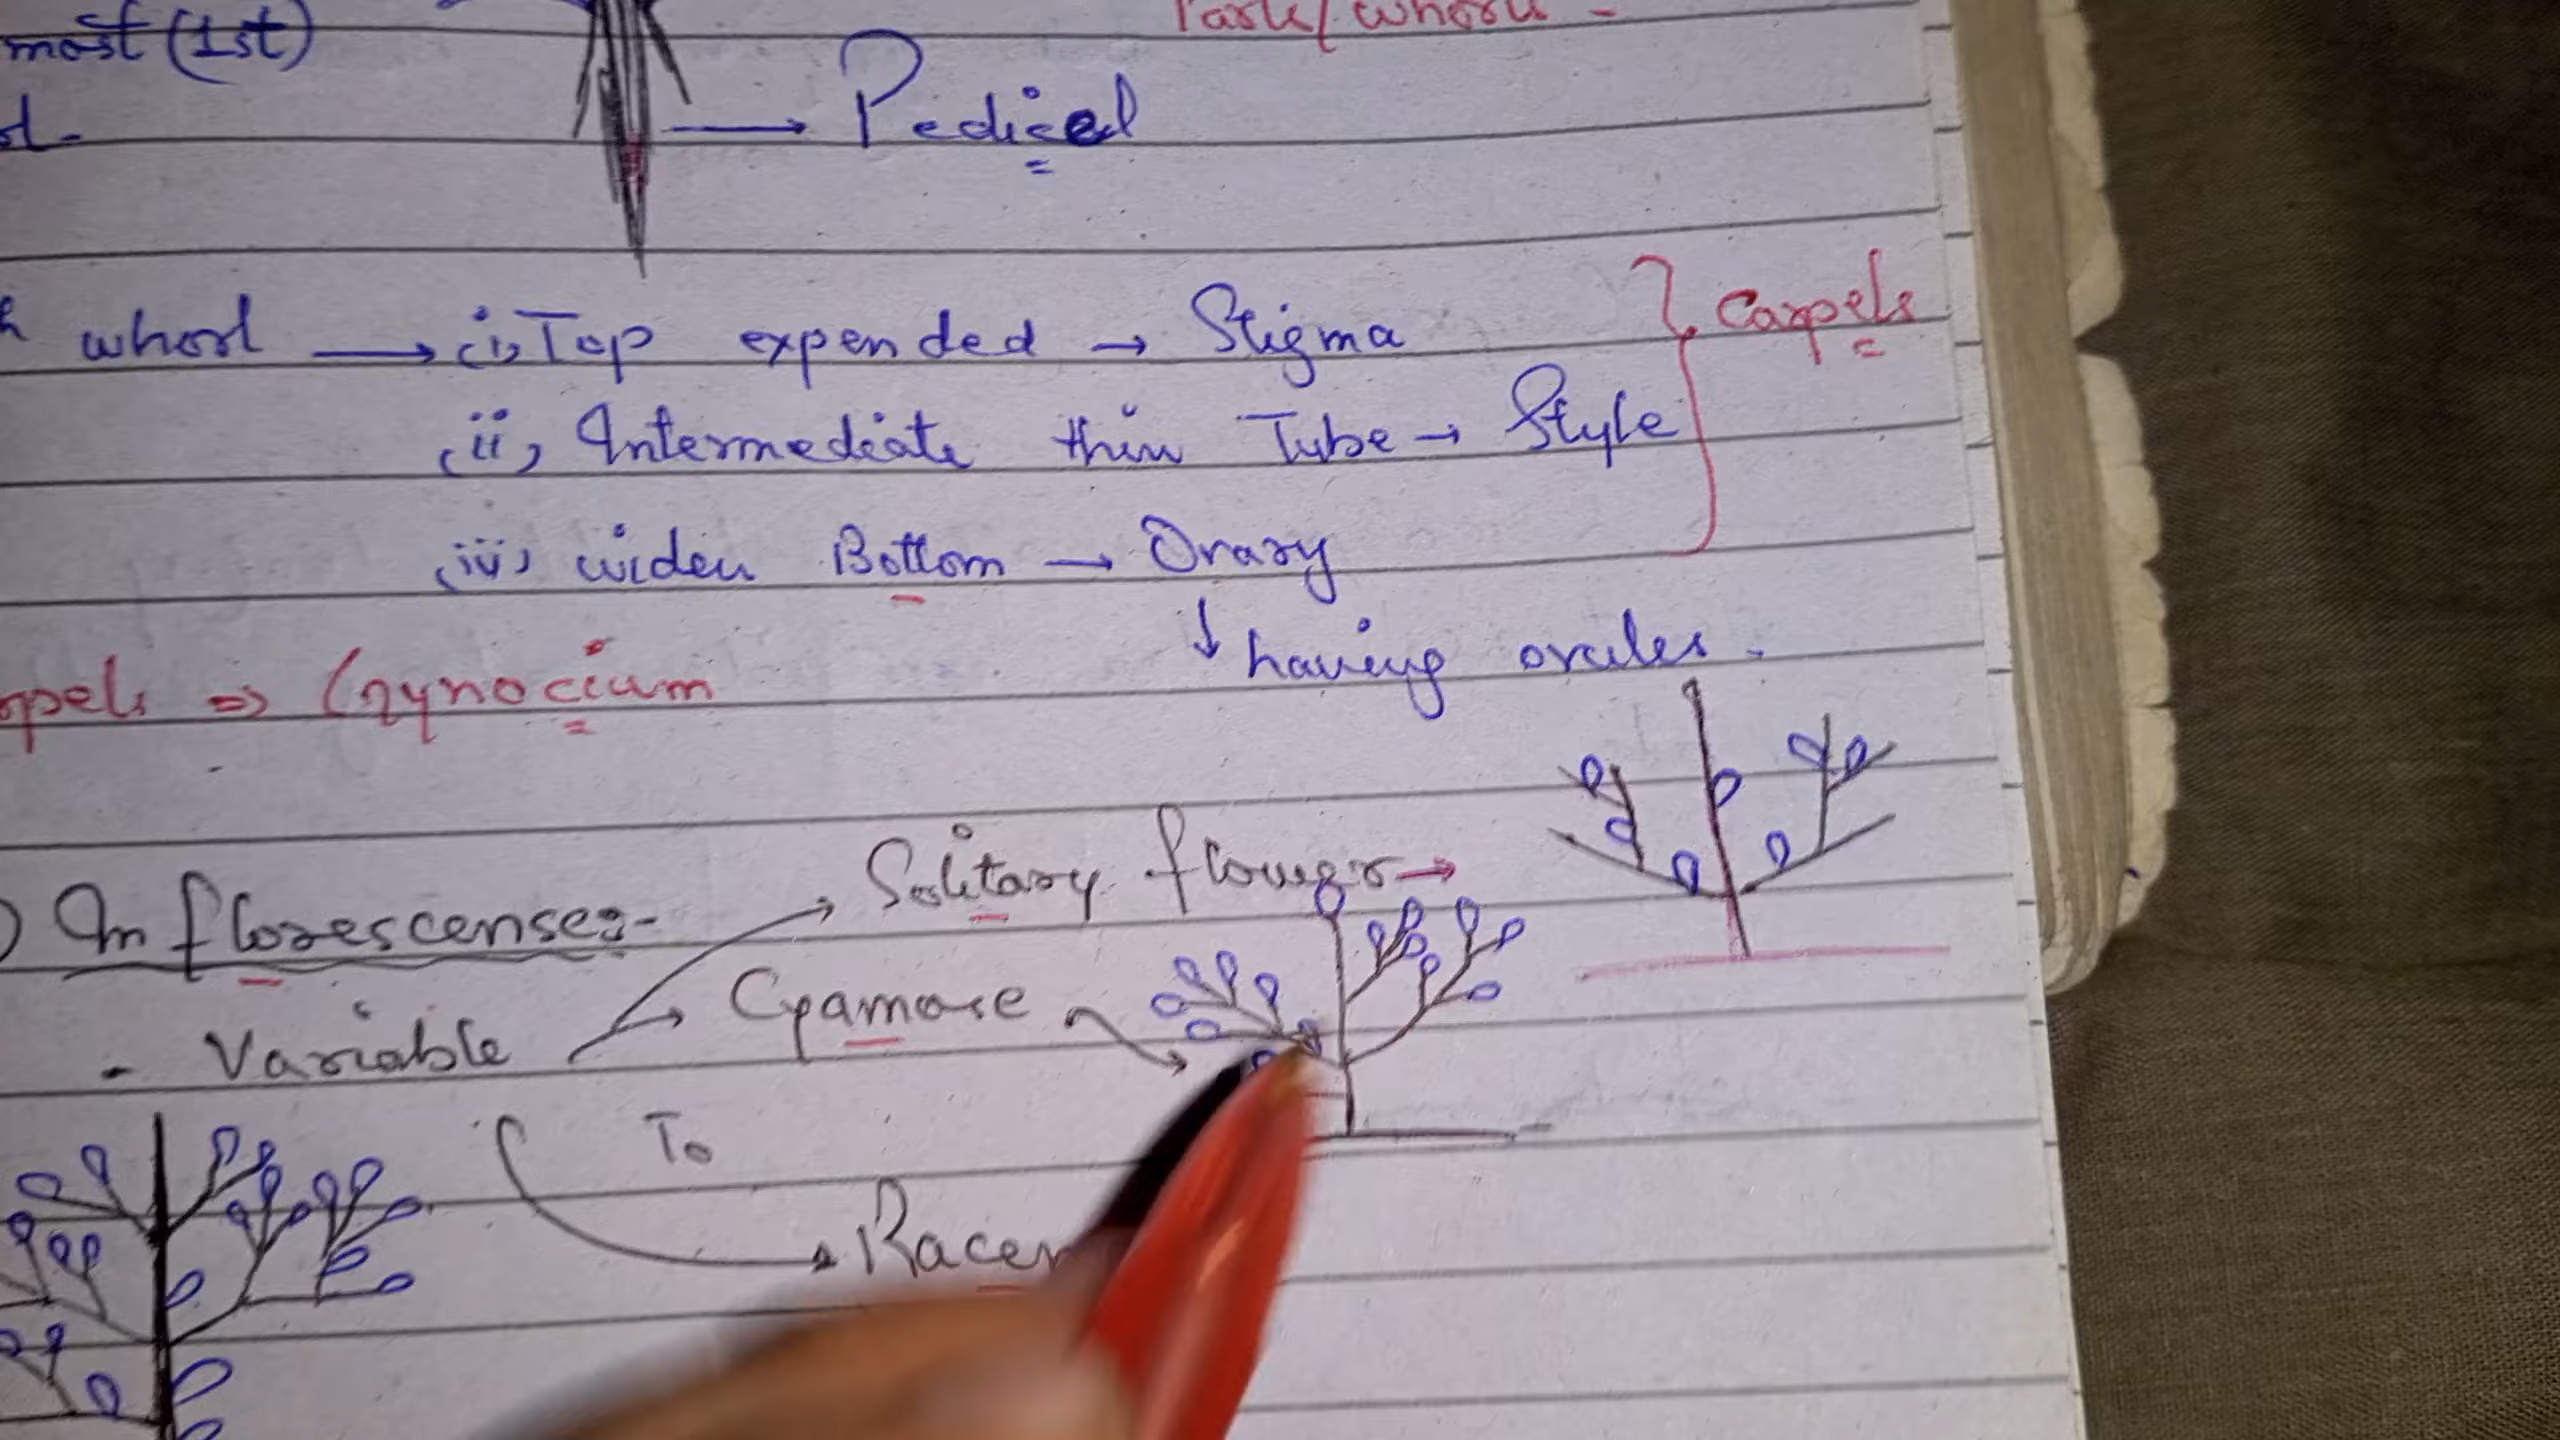 most (1st)
→ Pedicel
whorl → (i) Top expended → Stigma
(ii) Intermediate thin Tube → Style
} Carpels
(iii) widen Bottom → Ovary
↓ having ovules.
⇒ Gynocium
Inflorescenses-
→ Solitary flower →
- Variable → Cyamose
To
→ Racem